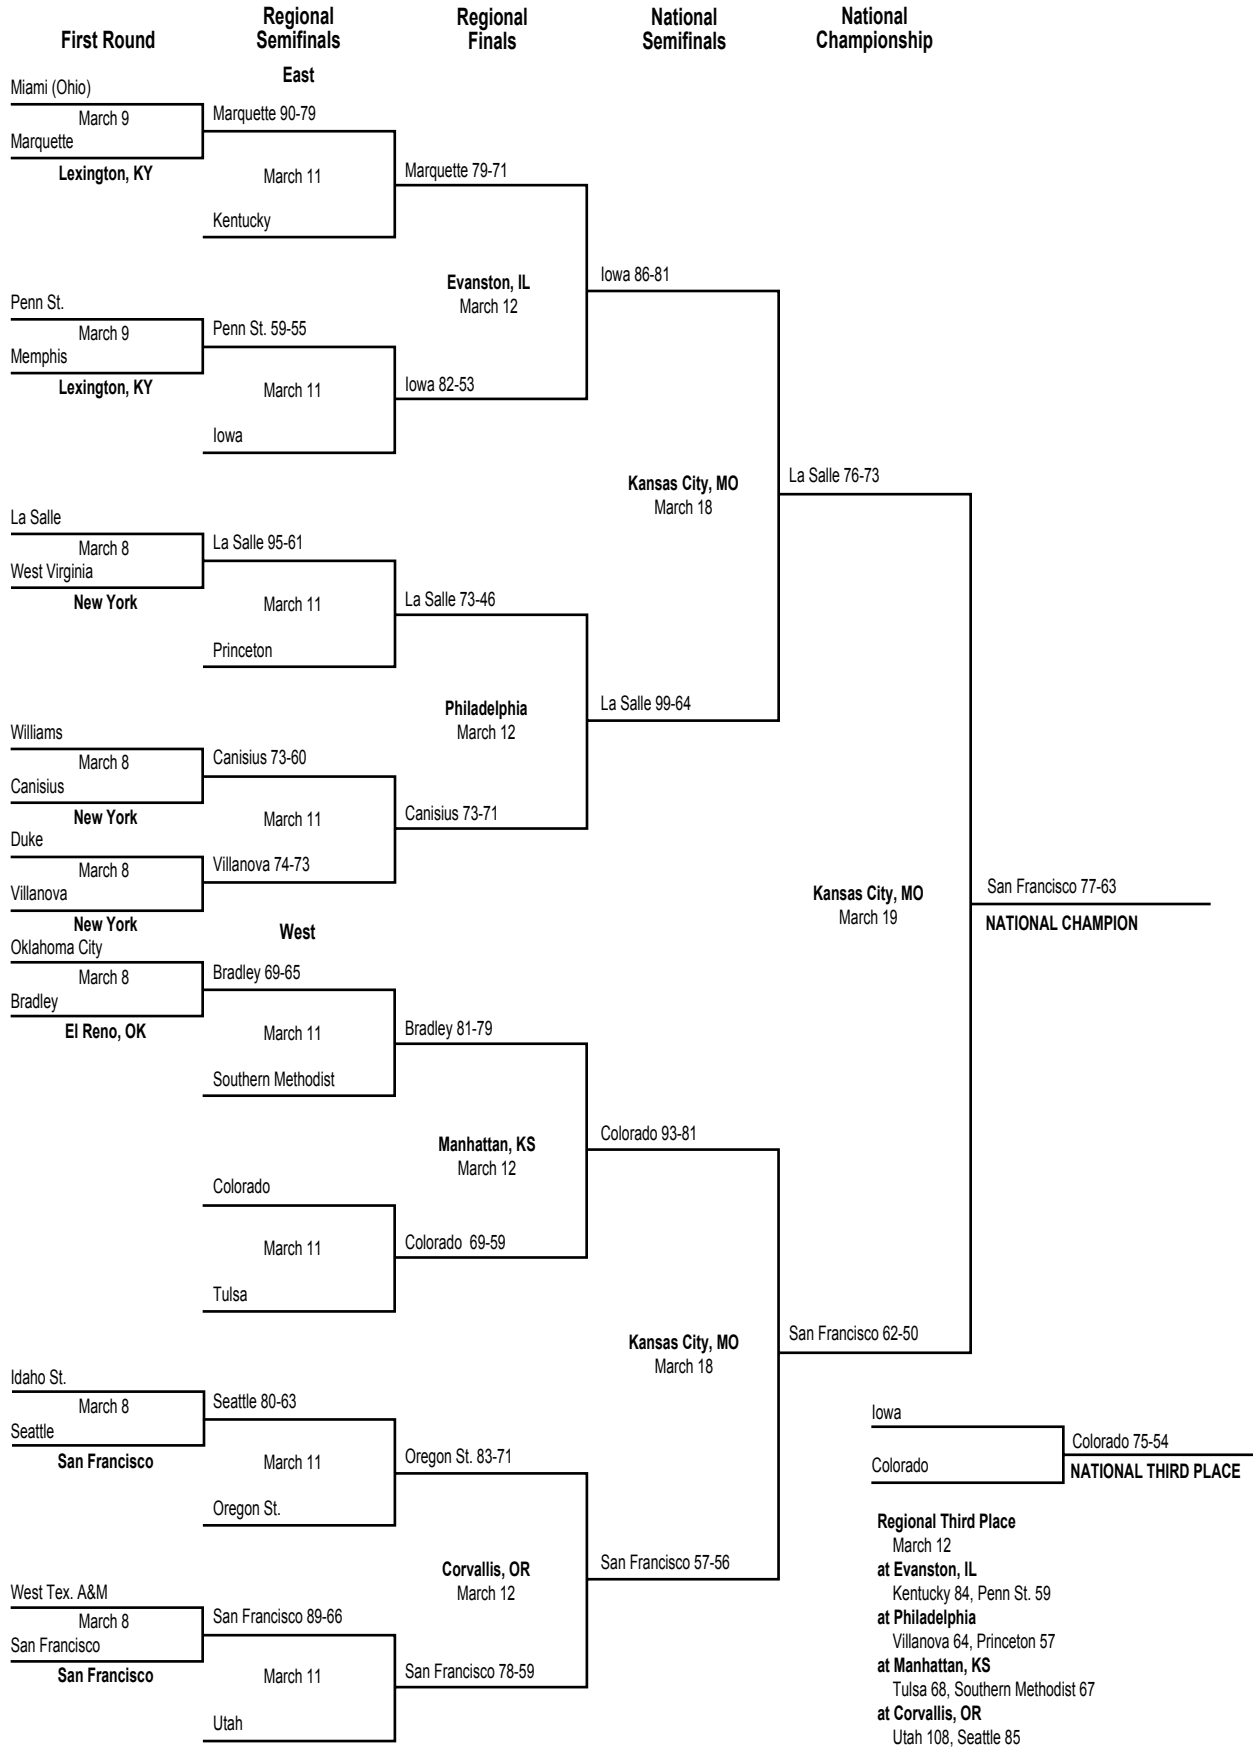 First Round
Regional
Semifinals
Regional
Finals
National
Semifinals
National
Championship
East
Miami (Ohio)
March 9
Marquette
Lexington, KY
Marquette 90-79
March 11
Kentucky
Marquette 79-71
Evanston, IL
March 12
Iowa 86-81
Penn St.
March 9
Memphis
Lexington, KY
Penn St. 59-55
March 11
Iowa
Iowa 82-53
Kansas City, MO
March 18
La Salle 76-73
La Salle
March 8
West Virginia
New York
La Salle 95-61
March 11
Princeton
La Salle 73-46
Philadelphia
March 12
La Salle 99-64
Williams
March 8
Canisius
New York
Canisius 73-60
March 11
Canisius 73-71
Duke
March 8
Villanova
New York
Villanova 74-73
Kansas City, MO
March 19
San Francisco 77-63
NATIONAL CHAMPION
West
Oklahoma City
March 8
Bradley
El Reno, OK
Bradley 69-65
March 11
Southern Methodist
Bradley 81-79
Manhattan, KS
March 12
Colorado 93-81
Colorado
March 11
Tulsa
Colorado  69-59
Kansas City, MO
March 18
San Francisco 62-50
Idaho St.
March 8
Seattle
San Francisco
Seattle 80-63
March 11
Oregon St.
Oregon St. 83-71
Corvallis, OR
March 12
San Francisco 57-56
West Tex. A&M
March 8
San Francisco
San Francisco
San Francisco 89-66
March 11
Utah
San Francisco 78-59
Iowa
Colorado
Colorado 75-54
NATIONAL THIRD PLACE
Regional Third Place
March 12
at Evanston, IL
Kentucky 84, Penn St. 59
at Philadelphia
Villanova 64, Princeton 57
at Manhattan, KS
Tulsa 68, Southern Methodist 67
at Corvallis, OR
Utah 108, Seattle 85